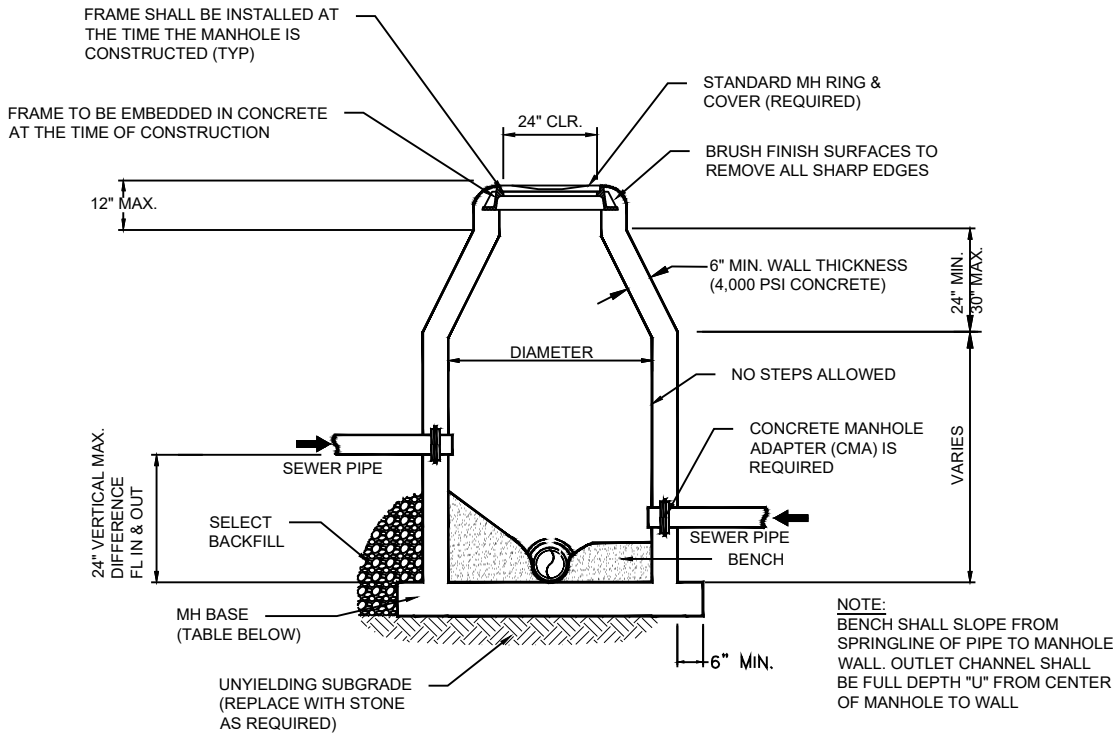 FRAME SHALL BE INSTALLED AT
THE TIME THE MANHOLE IS
CONSTRUCTED (TYP)
FRAME TO BE EMBEDDED IN CONCRETE
AT THE TIME OF CONSTRUCTION
24" CLR.
STANDARD MH RING &
COVER (REQUIRED)
BRUSH FINISH SURFACES TO
REMOVE ALL SHARP EDGES
12" MAX.
6" MIN. WALL THICKNESS
(4,000 PSI CONCRETE)
24" MIN.
30" MAX.
DIAMETER
NO STEPS ALLOWED
CONCRETE MANHOLE
ADAPTER (CMA) IS
REQUIRED
VARIES
SEWER PIPE
24" VERTICAL MAX.
DIFFERENCE
FL IN & OUT
SELECT
BACKFILL
SEWER PIPE
BENCH
MH BASE
(TABLE BELOW)
6" MIN.
UNYIELDING SUBGRADE
(REPLACE WITH STONE
AS REQUIRED)
NOTE:
BENCH SHALL SLOPE FROM
SPRINGLINE OF PIPE TO MANHOLE
WALL. OUTLET CHANNEL SHALL
BE FULL DEPTH "U" FROM CENTER
OF MANHOLE TO WALL